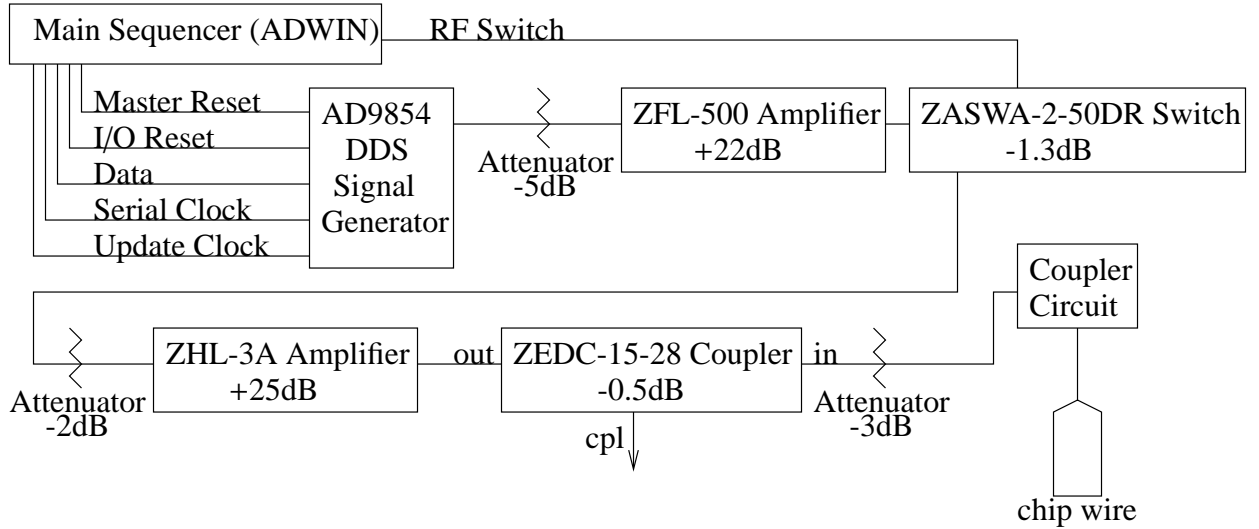 Main Sequencer (ADWIN)
RF Switch
Master Reset
I/O Reset
Data
Serial Clock
Update Clock
AD9854
DDS
Signal
Generator
Attenuator
-5dB
ZFL-500 Amplifier
+22dB
ZASWA-2-50DR Switch
-1.3dB
Coupler
Circuit
Attenuator
-2dB
ZHL-3A Amplifier
+25dB
out
ZEDC-15-28 Coupler
-0.5dB
in
cpl
Attenuator
-3dB
chip wire